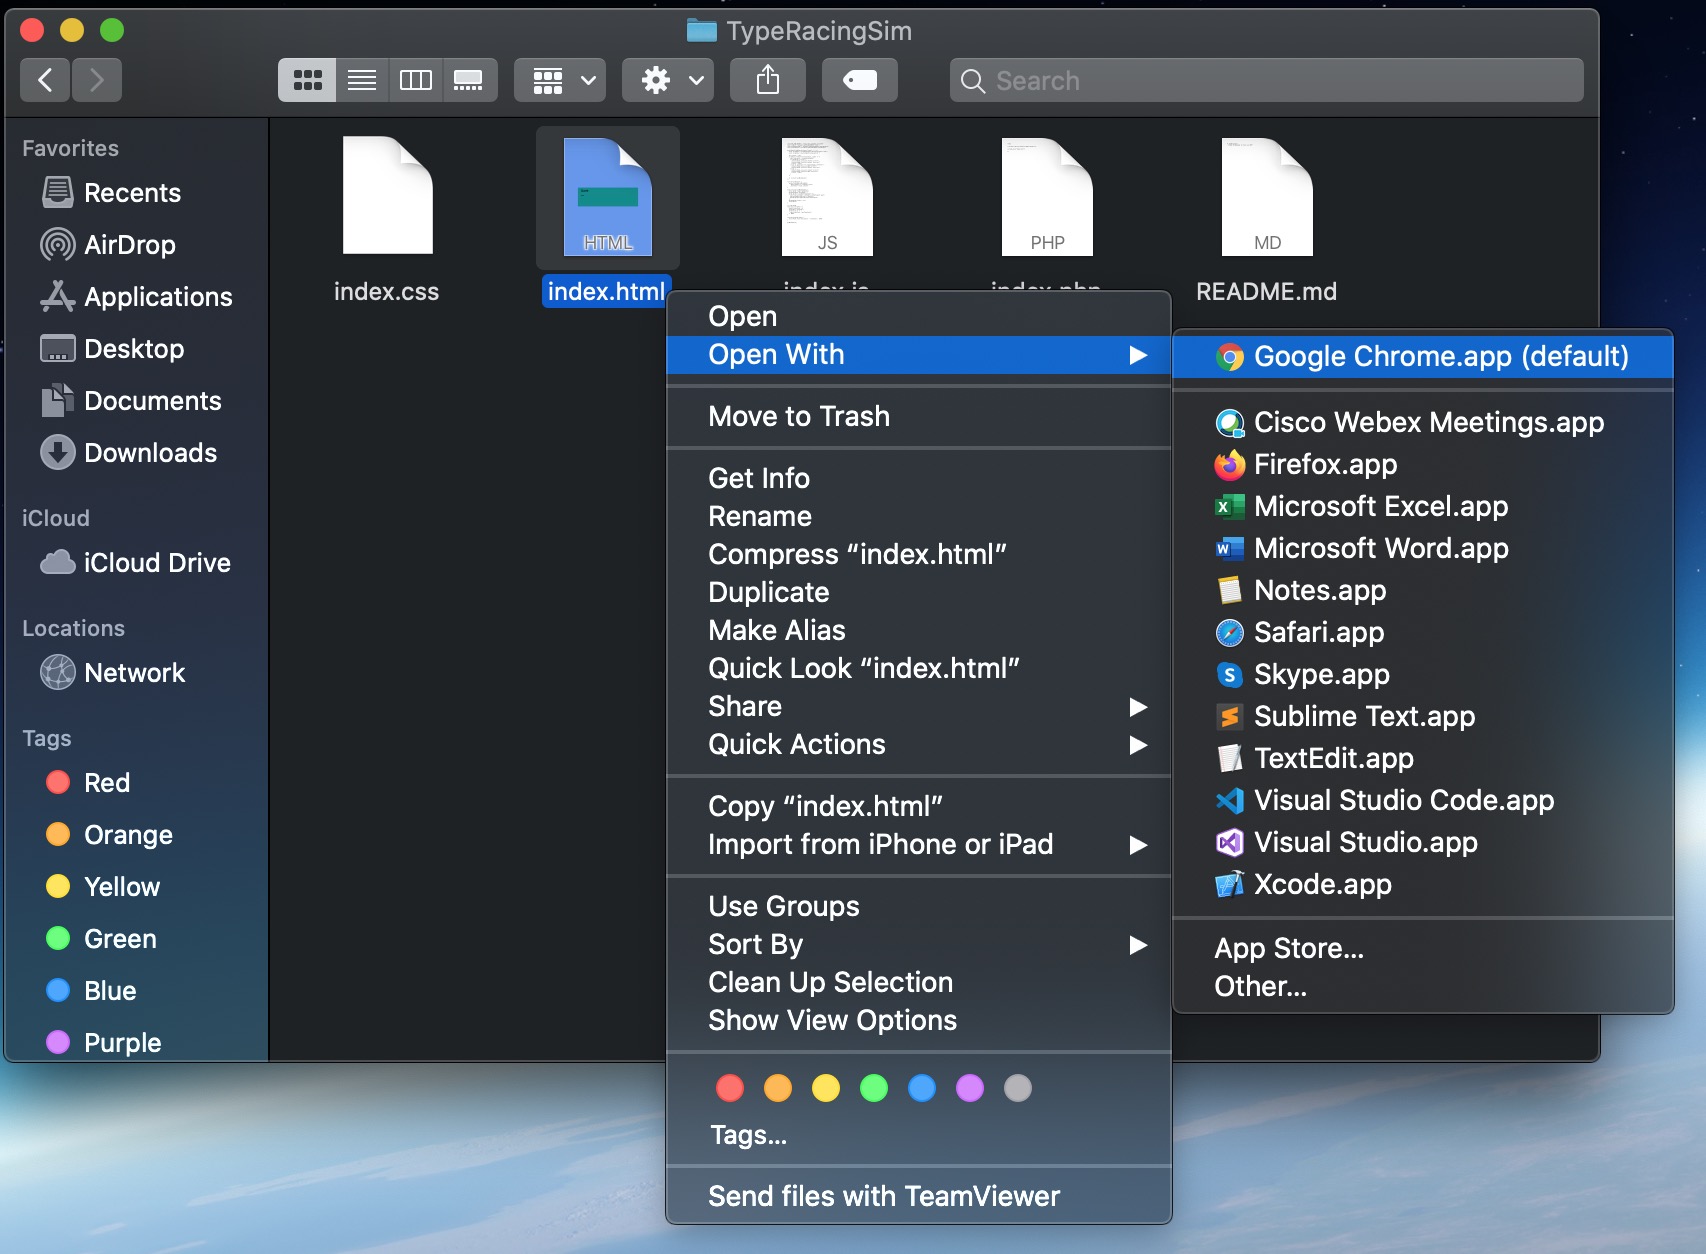 TypeRacingSim
Search
Favorites
Recents
AirDrop
Applications
Desktop
Documents
Downloads
iCloud
iCloud Drive
Locations
Network
Tags
Red
Orange
Yellow
Green
Blue
Purple
HTML
JS
PHP
MD
index.css
index.html
index.js
index.php
README.md
Open
Open With
Move to Trash
Get Info
Rename
Compress “index.html”
Duplicate
Make Alias
Quick Look “index.html”
Share
Quick Actions
Copy “index.html”
Import from iPhone or iPad
Use Groups
Sort By
Clean Up Selection
Show View Options
Tags...
Send files with TeamViewer
Google Chrome.app (default)
Cisco Webex Meetings.app
Firefox.app
Microsoft Excel.app
Microsoft Word.app
Notes.app
Safari.app
Skype.app
Sublime Text.app
TextEdit.app
Visual Studio Code.app
Visual Studio.app
Xcode.app
App Store...
Other...